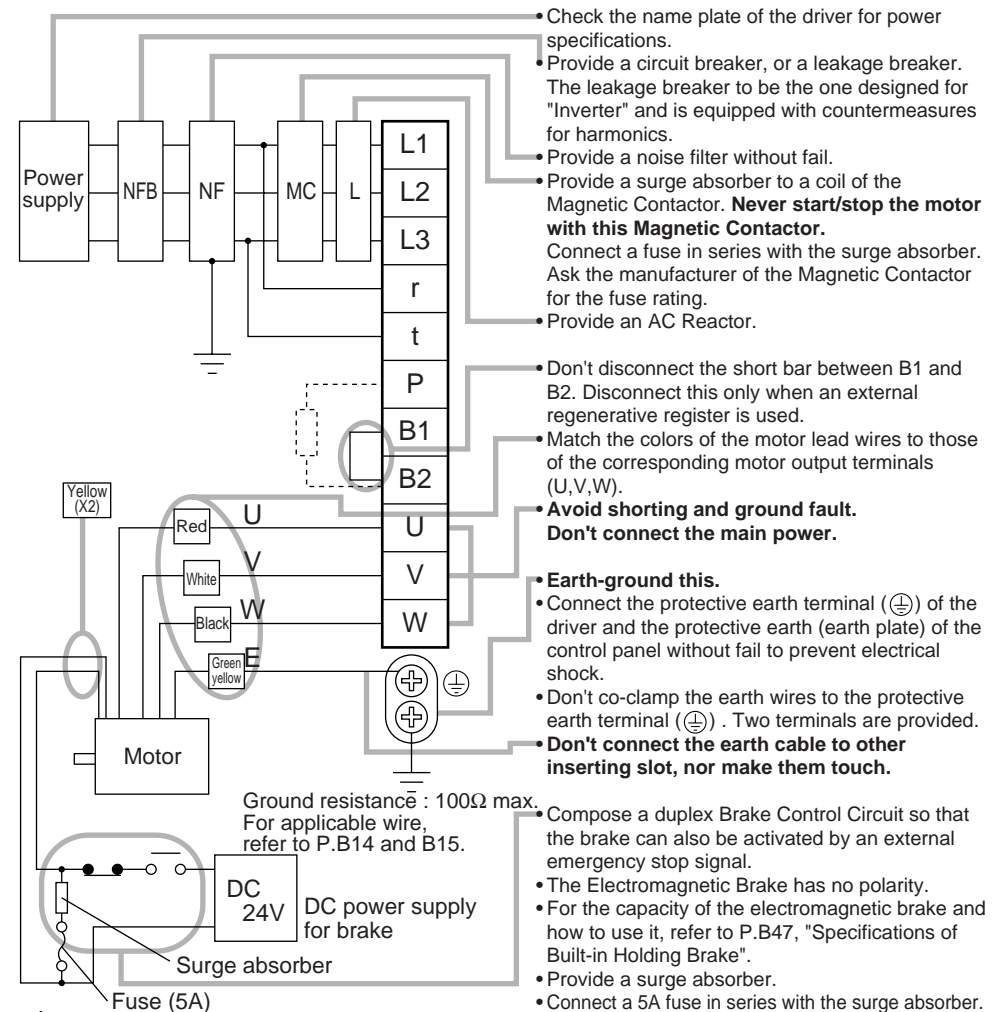 • Check the name plate of the driver for power
specifications.
• Provide a circuit breaker, or a leakage breaker.
The leakage breaker to be the one designed for
"Inverter" and is equipped with countermeasures
for harmonics.
• Provide a noise filter without fail.
• Provide a surge absorber to a coil of the
Magnetic Contactor. Never start/stop the motor
with this Magnetic Contactor.
Connect a fuse in series with the surge absorber.
Ask the manufacturer of the Magnetic Contactor
for the fuse rating.
• Provide an AC Reactor.
• Don't disconnect the short bar between B1 and
B2. Disconnect this only when an external
regenerative register is used.
• Match the colors of the motor lead wires to those
of the corresponding motor output terminals
(U,V,W).
• Avoid shorting and ground fault.
Don't connect the main power.
• Earth-ground this.
• Connect the protective earth terminal (⏚) of the
driver and the protective earth (earth plate) of the
control panel without fail to prevent electrical
shock.
• Don't co-clamp the earth wires to the protective
earth terminal (⏚) . Two terminals are provided.
• Don't connect the earth cable to other
inserting slot, nor make them touch.
• Compose a duplex Brake Control Circuit so that
the brake can also be activated by an external
emergency stop signal.
• The Electromagnetic Brake has no polarity.
• For the capacity of the electromagnetic brake and
how to use it, refer to P.B47, "Specifications of
Built-in Holding Brake".
• Provide a surge absorber.
• Connect a 5A fuse in series with the surge absorber.
Power
supply
NFB
NF
MC
L
L1
L2
L3
r
t
P
B1
B2
U
V
W
Yellow
(X2)
Red
U
White
V
Black
W
Green
yellow
E
Motor
Ground resistance : 100Ω max.
For applicable wire,
refer to P.B14 and B15.
DC
24V
DC power supply
for brake
Surge absorber
Fuse (5A)